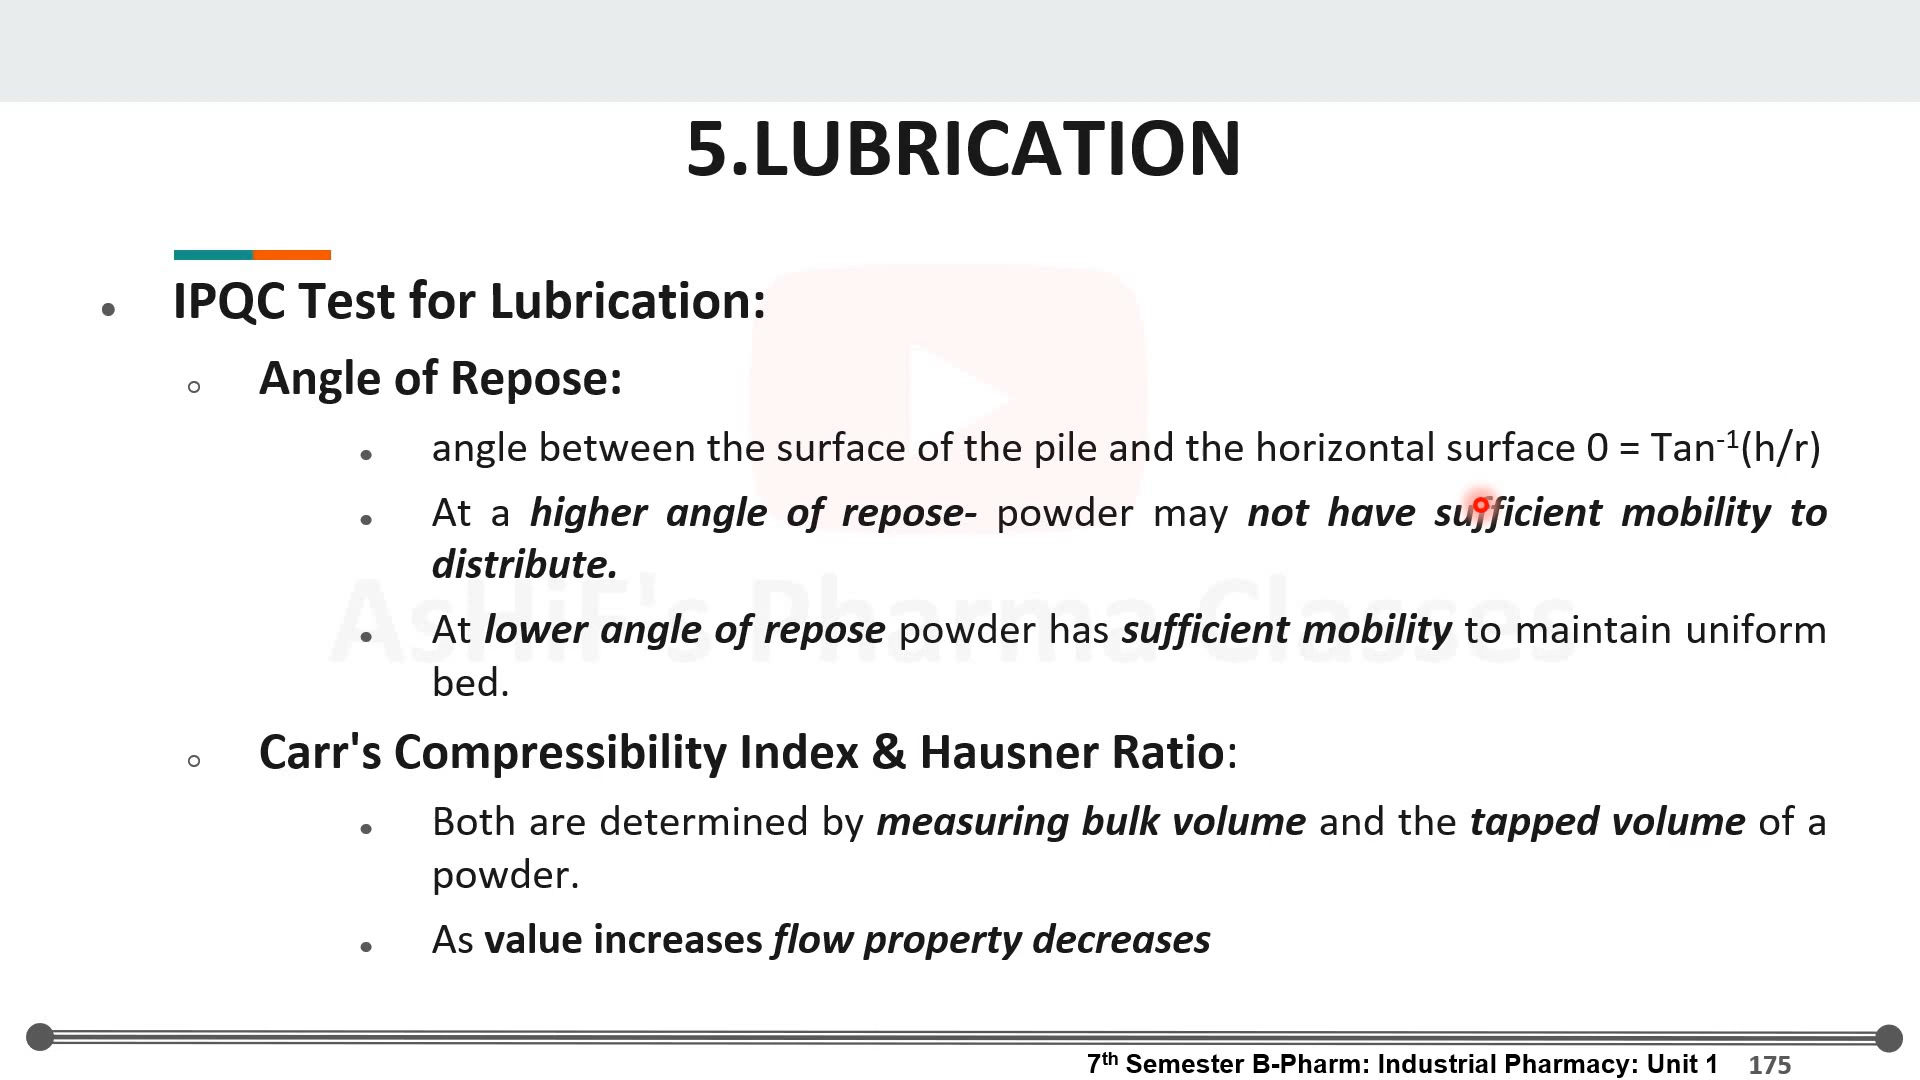 5.LUBRICATION
IPQC Test for Lubrication:
Angle of Repose:
angle between the surface of the pile and the horizontal surface 0 = Tan⁻¹(h/r)
At a higher angle of repose- powder may not have sufficient mobility to
distribute.
At lower angle of repose powder has sufficient mobility to maintain uniform
bed.
AsHiF's Pharma Classes
Carr's Compressibility Index & Hausner Ratio:
Both are determined by measuring bulk volume and the tapped volume of a
powder.
As value increases flow property decreases
7th Semester B-Pharm: Industrial Pharmacy: Unit 1 175